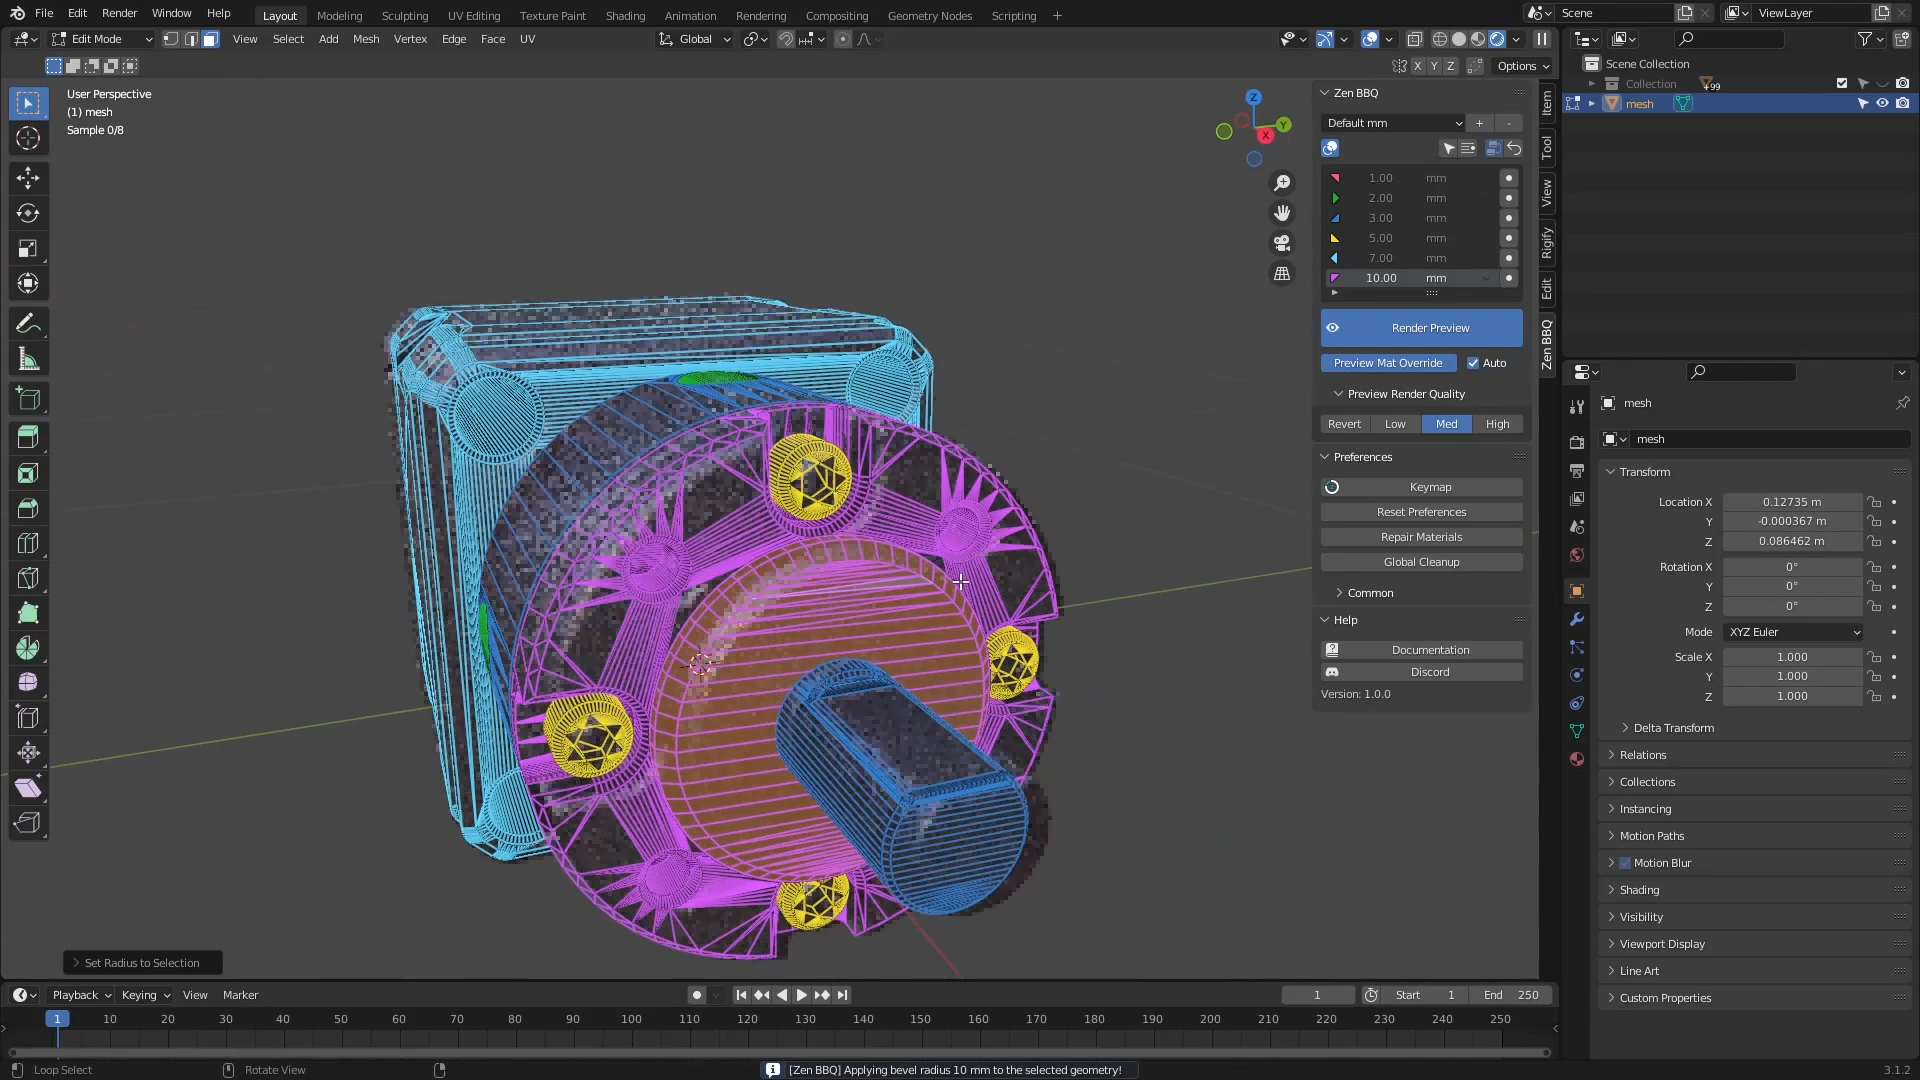 File Edit Render Window Help
Layout Modeling Sculpting UV Editing Texture Paint Shading Animation Rendering Compositing Geometry Nodes Scripting +
Scene
ViewLayer
Edit Mode
View Select Add Mesh Vertex Edge Face UV
Global
X Y Z
Options
User Perspective
(1) mesh
Sample 0/8
Z
Y
X
Zen BBQ
Default mm
+ -
1.00 mm
2.00 mm
3.00 mm
5.00 mm
7.00 mm
10.00 mm
Render Preview
Preview Mat Override
Auto
Preview Render Quality
Revert Low Med High
Preferences
Keymap
Reset Preferences
Repair Materials
Global Cleanup
Common
Help
Documentation
Discord
Version: 1.0.0
Item
Tool
View
Rigify
Edit
Zen BBQ
Scene Collection
Collection
+99
mesh
mesh
mesh
Transform
Location X 0.12735 m
Y -0.000367 m
Z 0.086462 m
Rotation X 0°
Y 0°
Z 0°
Mode XYZ Euler
Scale X 1.000
Y 1.000
Z 1.000
Delta Transform
Relations
Collections
Instancing
Motion Paths
Motion Blur
Shading
Visibility
Viewport Display
Line Art
Custom Properties
Set Radius to Selection
Playback Keying View Marker
1
Start 1
End 250
1 10 20 30 40 50 60 70 80 90 100 110 120 130 140 150 160 170 180 190 200 210 220 230 240 250
Loop Select
Rotate View
[Zen BBQ] Applying bevel radius 10 mm to the selected geometry!
3.1.2